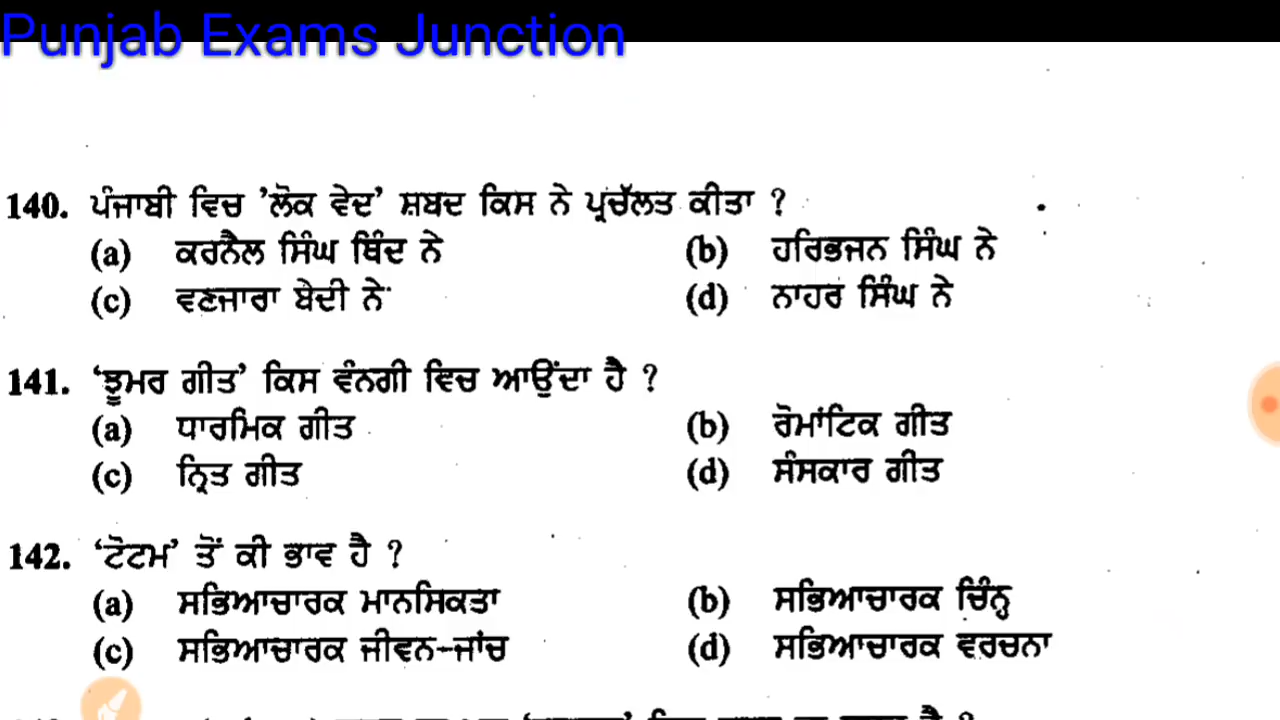 Punjab Exams Junction
140. ਪੰਜਾਬੀ ਵਿਚ 'ਲੋਕ ਵੇਦ' ਸ਼ਬਦ ਕਿਸ ਨੇ ਪ੍ਰਚੱਲਤ ਕੀਤਾ ?
(a) ਕਰਨੈਲ ਸਿੰਘ ਥਿੰਦ ਨੇ (b) ਹਰਿਭਜਨ ਸਿੰਘ ਨੇ
(c) ਵਣਜਾਰਾ ਬੇਦੀ ਨੇ (d) ਨਾਹਰ ਸਿੰਘ ਨੇ
141. 'ਝੂਮਰ ਗੀਤ' ਕਿਸ ਵੰਨਗੀ ਵਿਚ ਆਉਂਦਾ ਹੈ ?
(a) ਧਾਰਮਿਕ ਗੀਤ (b) ਰੋਮਾਂਟਿਕ ਗੀਤ
(c) ਨ੍ਰਿਤ ਗੀਤ (d) ਸੰਸਕਾਰ ਗੀਤ
142. 'ਟੋਟਮ' ਤੋਂ ਕੀ ਭਾਵ ਹੈ ?
(a) ਸਭਿਆਚਾਰਕ ਮਾਨਸਿਕਤਾ (b) ਸਭਿਆਚਾਰਕ ਚਿੰਨ੍ਹ
(c) ਸਭਿਆਚਾਰਕ ਜੀਵਨ-ਜਾਂਚ (d) ਸਭਿਆਚਾਰਕ ਵਰਚਨਾ